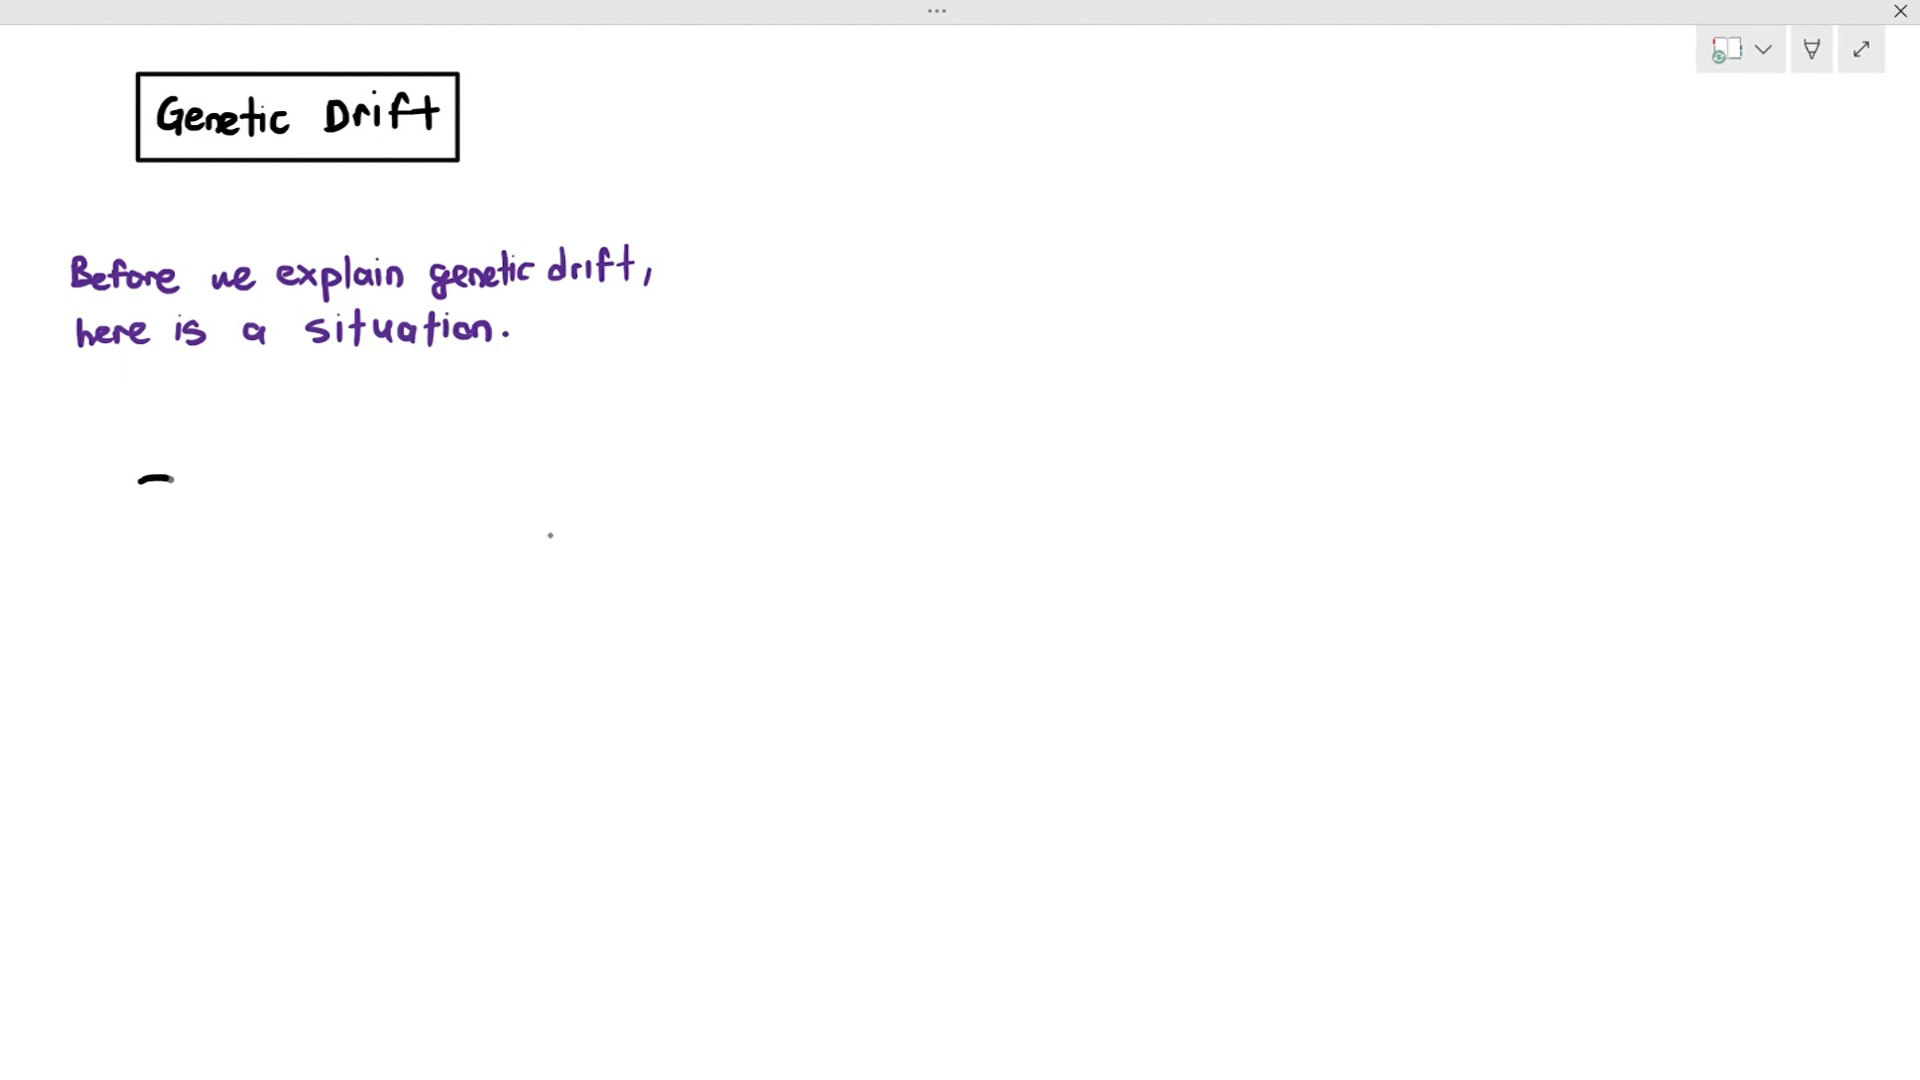 Genetic Drift
Before we explain genetic drift,
here is a situation.